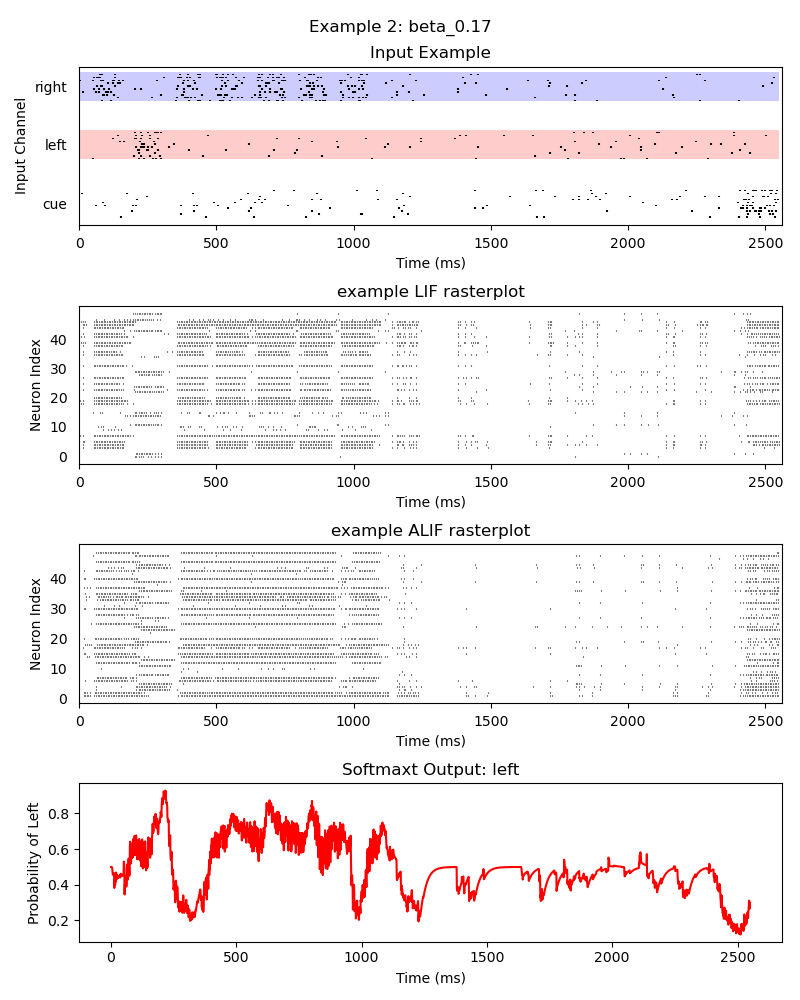 Example 2: beta_0.17
Input Example
Input Channel
right
left
cue
0 500 1000 1500 2000 2500
Time (ms)
example LIF rasterplot
Neuron Index
40
30
20
10
0
0 500 1000 1500 2000 2500
Time (ms)
example ALIF rasterplot
Neuron Index
40
30
20
10
0
0 500 1000 1500 2000 2500
Time (ms)
Softmaxt Output: left
Probability of Left
0.8
0.6
0.4
0.2
0 500 1000 1500 2000 2500
Time (ms)